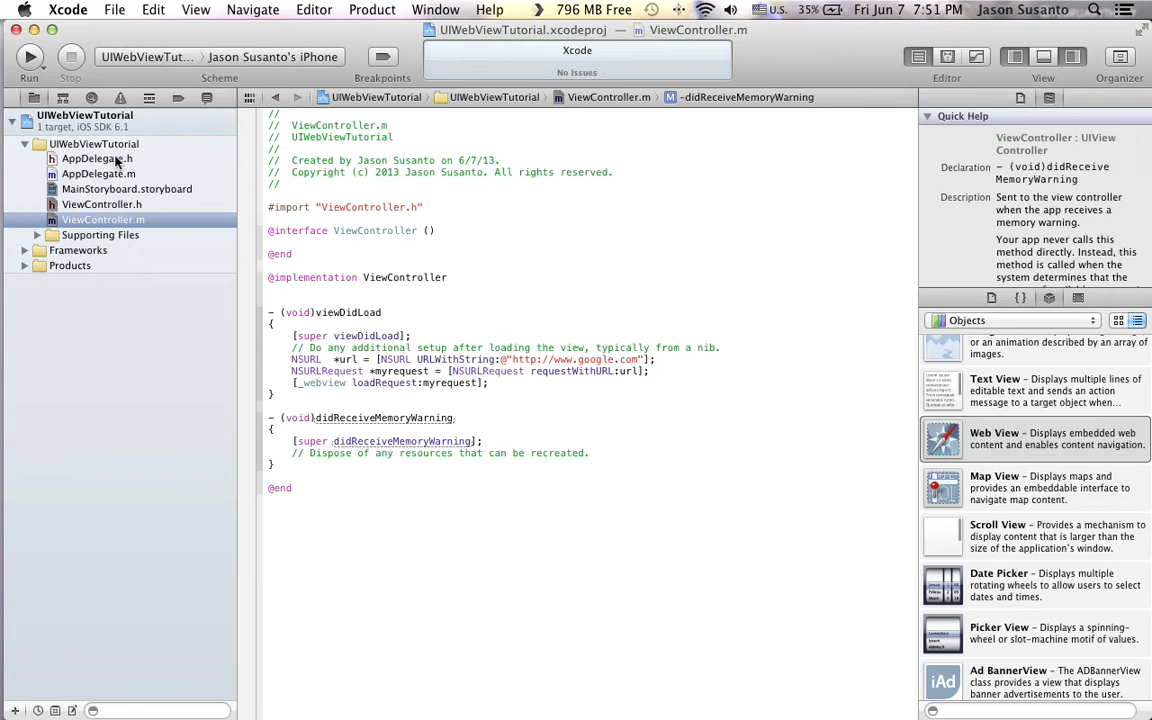 Xcode File Edit View Navigate Editor Product Window Help 796 MB Free U.S. 35% Fri Jun 7 7:51 PM Jason Susanto
UIWebViewTutorial.xcodeproj — ViewController.m
UIWebViewTut... Jason Susanto's iPhone
Xcode
No Issues
Run Stop Scheme Breakpoints Editor View Organizer
UIWebViewTutorial UIWebViewTutorial ViewController.m M -didReceiveMemoryWarning
UIWebViewTutorial
1 target, iOS SDK 6.1
UIWebViewTutorial
h AppDelegate.h
m AppDelegate.m
MainStoryboard.storyboard
h ViewController.h
m ViewController.m
Supporting Files
Frameworks
Products
//
// ViewController.m
// UIWebViewTutorial
//
// Created by Jason Susanto on 6/7/13.
// Copyright (c) 2013 Jason Susanto. All rights reserved.
//
#import "ViewController.h"
@interface ViewController ()
@end
@implementation ViewController
- (void)viewDidLoad
{
[super viewDidLoad];
// Do any additional setup after loading the view, typically from a nib.
NSURL *url = [NSURL URLWithString:@"http://www.google.com"];
NSURLRequest *myrequest = [NSURLRequest requestWithURL:url];
[_webview loadRequest:myrequest];
}
- (void)didReceiveMemoryWarning
{
[super didReceiveMemoryWarning];
// Dispose of any resources that can be recreated.
}
@end
Quick Help
ViewController : UIView
Controller
Declaration - (void)didReceive
MemoryWarning
Description Sent to the view controller
when the app receives a
memory warning.
Your app never calls this
method directly. Instead, this
method is called when the
system determines that the
{}
Objects
or an animation described by an array of
images.
Text View - Displays multiple lines of
editable text and sends an action
message to a target object when...
Web View - Displays embedded web
content and enables content navigation.
Map View - Displays maps and
provides an embeddable interface to
navigate map content.
Scroll View - Provides a mechanism to
display content that is larger than the
size of the application's window.
Date Picker - Displays multiple
rotating wheels to allow users to select
dates and times.
Picker View - Displays a spinning-
wheel or slot-machine motif of values.
iAd
Ad BannerView - The ADBannerView
class provides a view that displays
banner advertisements to the user.